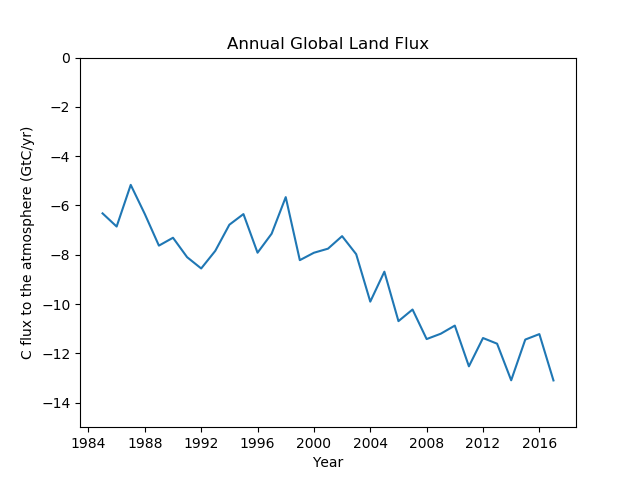 Annual Global Land Flux
0
−2
−4
−6
−8
−10
−12
−14
C flux to the atmosphere (GtC/yr)
1984 1988 1992 1996 2000 2004 2008 2012 2016
Year